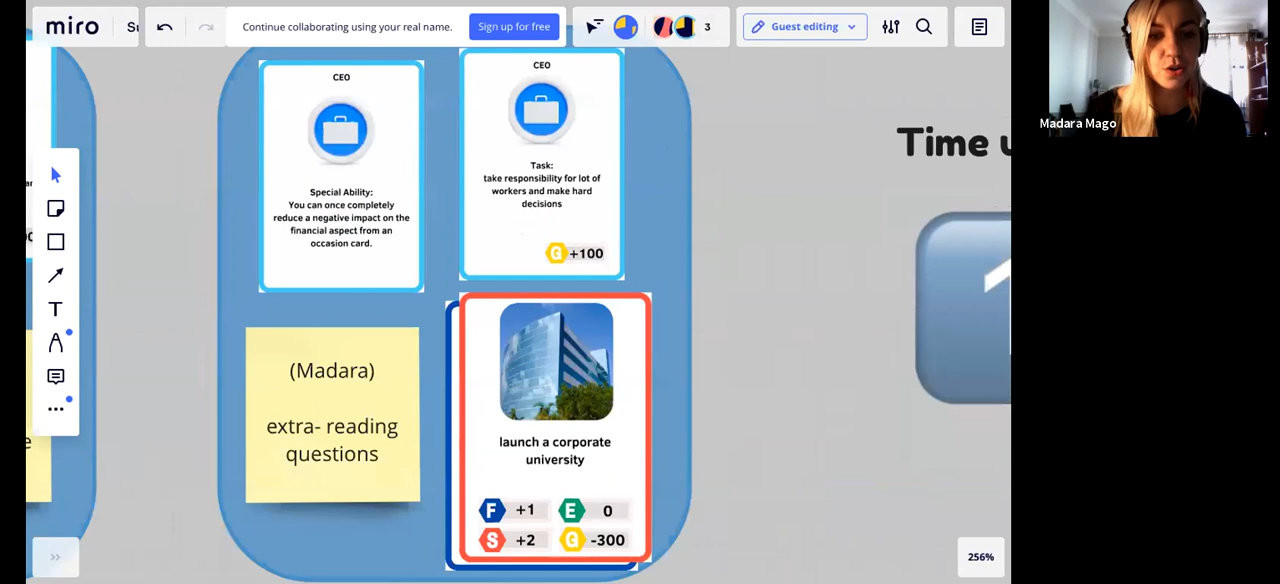 miro
Continue collaborating using your real name.
Sign up for free
3
Guest editing
Madara Mago
CEO
Special Ability:
You can once completely
reduce a negative impact on the
financial aspect from an
occasion card.
CEO
Task:
take responsibility for lot of
workers and make hard
decisions
G +100
Time
(Madara)
extra- reading
questions
launch a corporate
university
F +1 E 0
S +2 G -300
T
256%